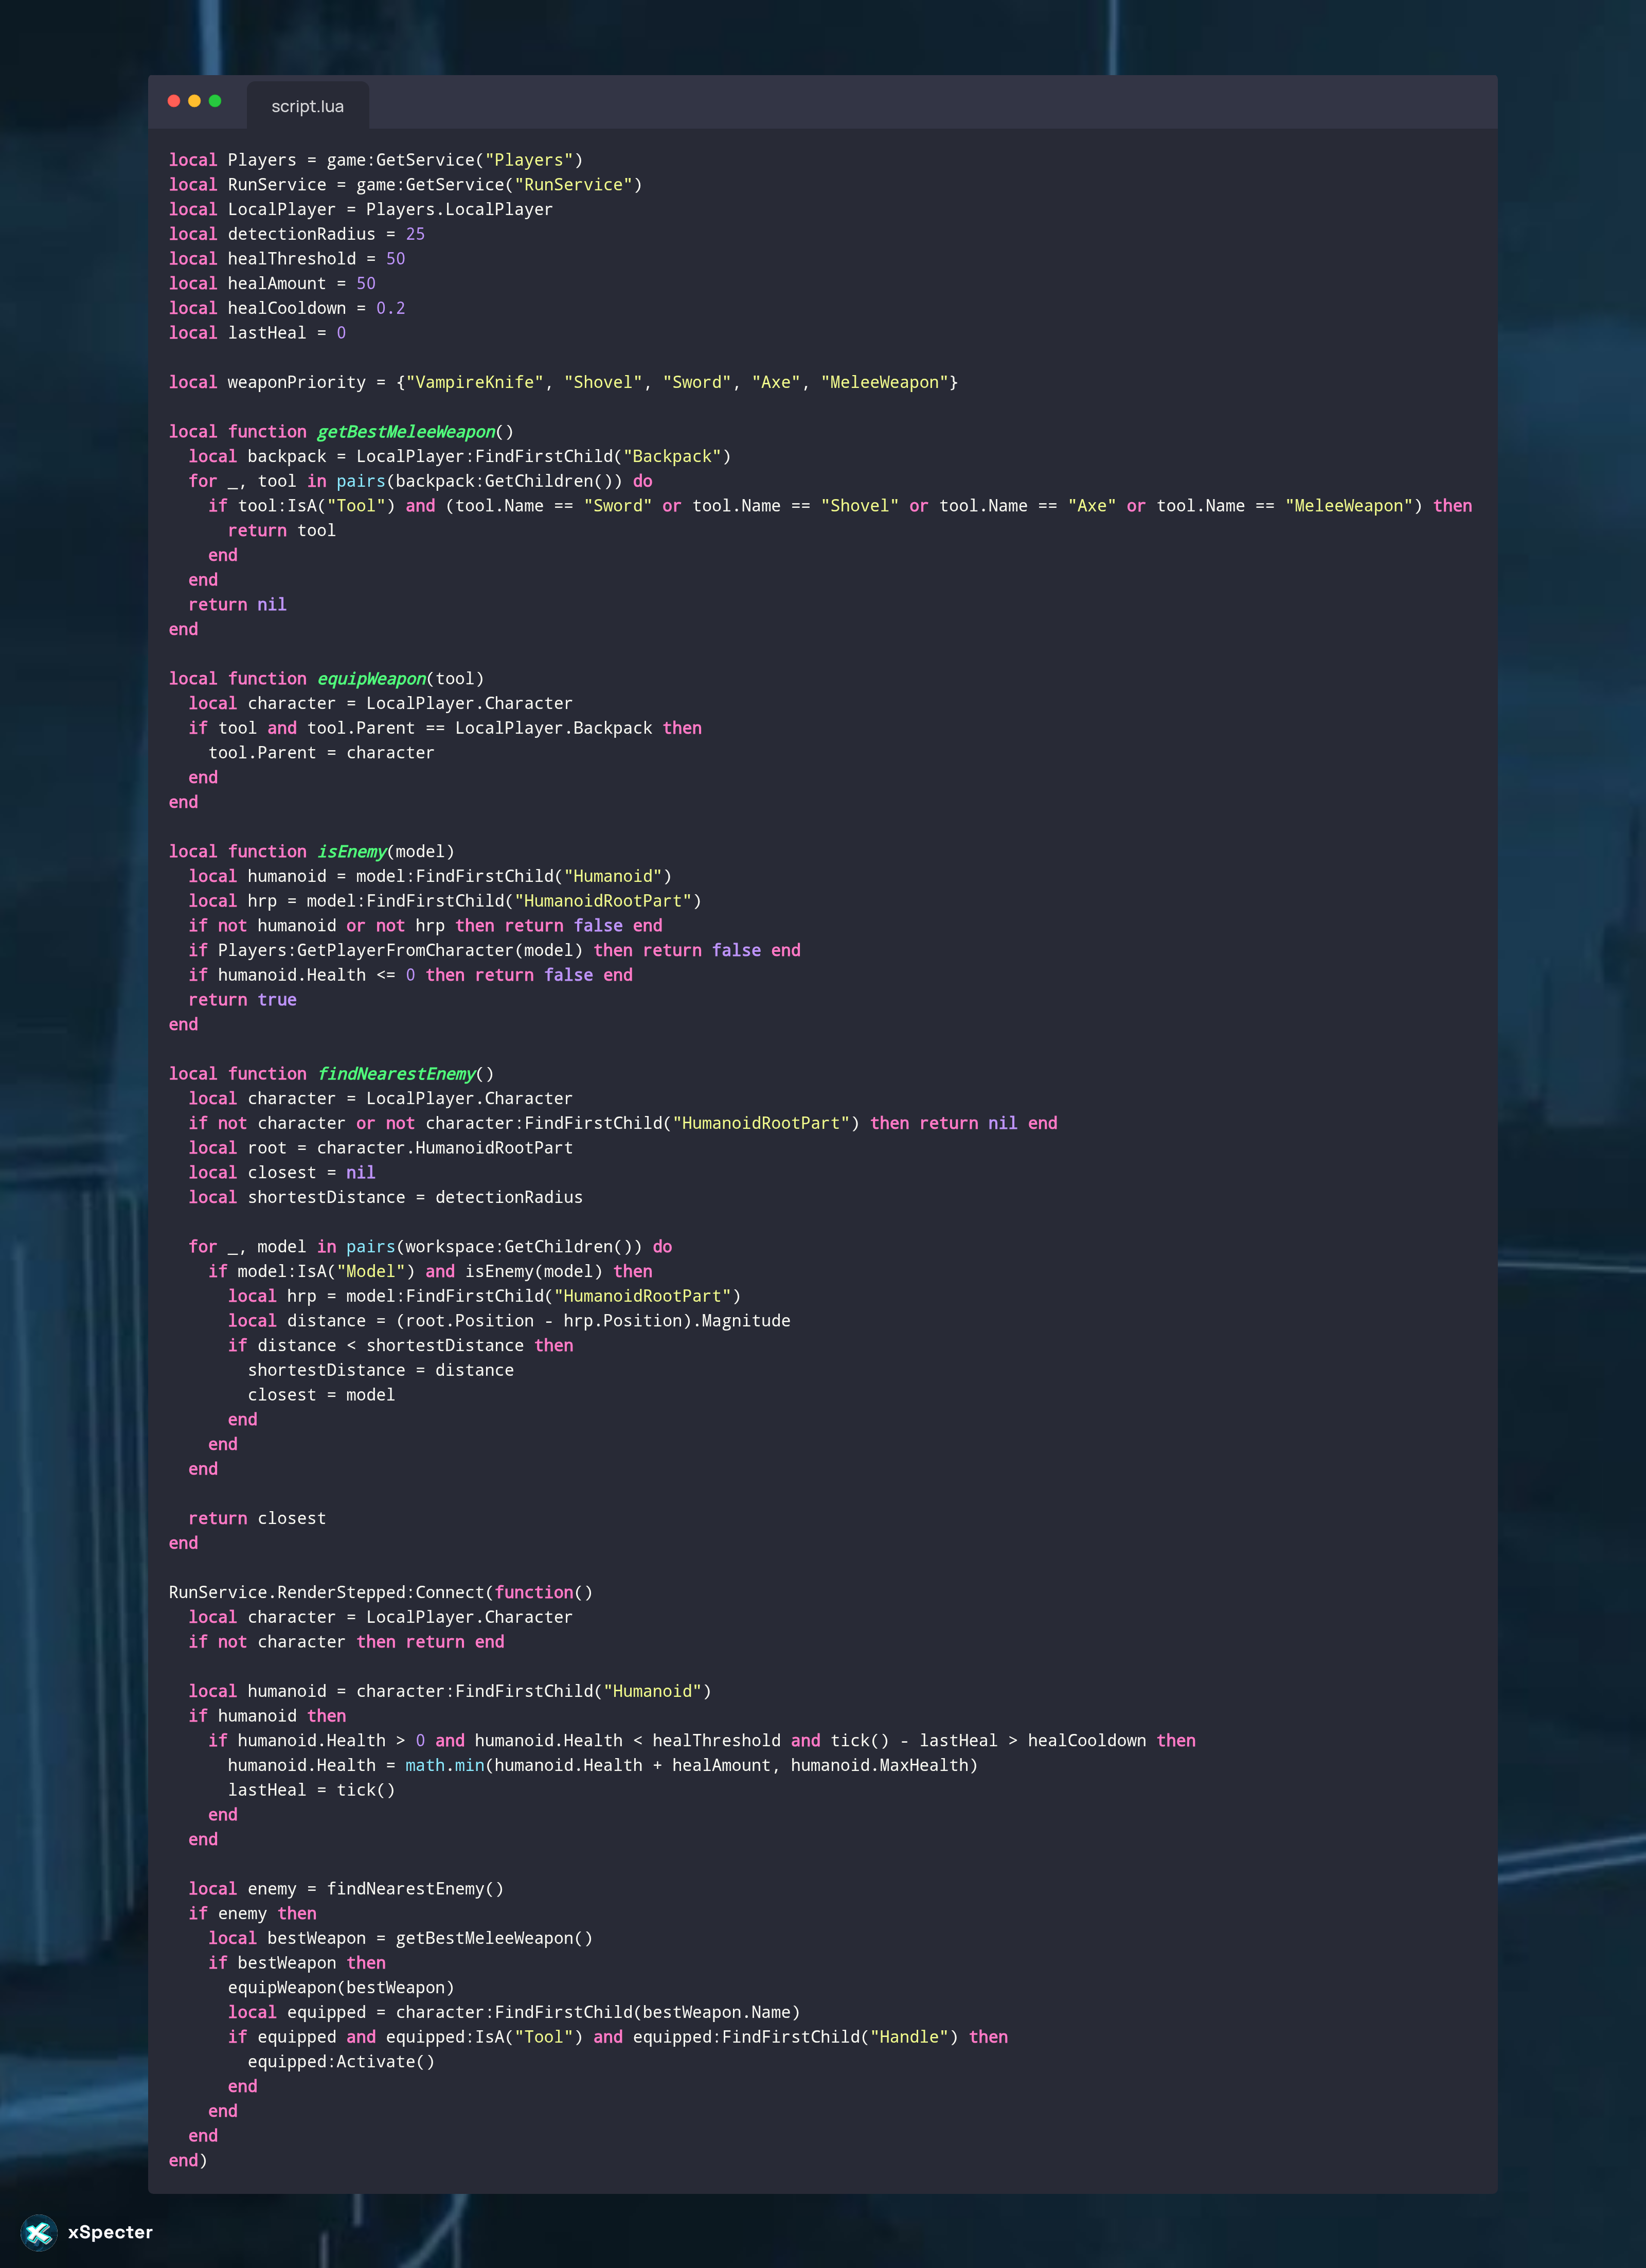 script.lua
local Players = game:GetService("Players")
local RunService = game:GetService("RunService")
local LocalPlayer = Players.LocalPlayer
local detectionRadius = 25
local healThreshold = 50
local healAmount = 50
local healCooldown = 0.2
local lastHeal = 0

local weaponPriority = {"VampireKnife", "Shovel", "Sword", "Axe", "MeleeWeapon"}

local function getBestMeleeWeapon()
  local backpack = LocalPlayer:FindFirstChild("Backpack")
  for _, tool in pairs(backpack:GetChildren()) do
    if tool:IsA("Tool") and (tool.Name == "Sword" or tool.Name == "Shovel" or tool.Name == "Axe" or tool.Name == "MeleeWeapon") then
      return tool
    end
  end
  return nil
end

local function equipWeapon(tool)
  local character = LocalPlayer.Character
  if tool and tool.Parent == LocalPlayer.Backpack then
    tool.Parent = character
  end
end

local function isEnemy(model)
  local humanoid = model:FindFirstChild("Humanoid")
  local hrp = model:FindFirstChild("HumanoidRootPart")
  if not humanoid or not hrp then return false end
  if Players:GetPlayerFromCharacter(model) then return false end
  if humanoid.Health <= 0 then return false end
  return true
end

local function findNearestEnemy()
  local character = LocalPlayer.Character
  if not character or not character:FindFirstChild("HumanoidRootPart") then return nil end
  local root = character.HumanoidRootPart
  local closest = nil
  local shortestDistance = detectionRadius

  for _, model in pairs(workspace:GetChildren()) do
    if model:IsA("Model") and isEnemy(model) then
      local hrp = model:FindFirstChild("HumanoidRootPart")
      local distance = (root.Position - hrp.Position).Magnitude
      if distance < shortestDistance then
        shortestDistance = distance
        closest = model
      end
    end
  end

  return closest
end

RunService.RenderStepped:Connect(function()
  local character = LocalPlayer.Character
  if not character then return end

  local humanoid = character:FindFirstChild("Humanoid")
  if humanoid then
    if humanoid.Health > 0 and humanoid.Health < healThreshold and tick() - lastHeal > healCooldown then
      humanoid.Health = math.min(humanoid.Health + healAmount, humanoid.MaxHealth)
      lastHeal = tick()
    end
  end

  local enemy = findNearestEnemy()
  if enemy then
    local bestWeapon = getBestMeleeWeapon()
    if bestWeapon then
      equipWeapon(bestWeapon)
      local equipped = character:FindFirstChild(bestWeapon.Name)
      if equipped and equipped:IsA("Tool") and equipped:FindFirstChild("Handle") then
        equipped:Activate()
      end
    end
  end
end)
xSpecter